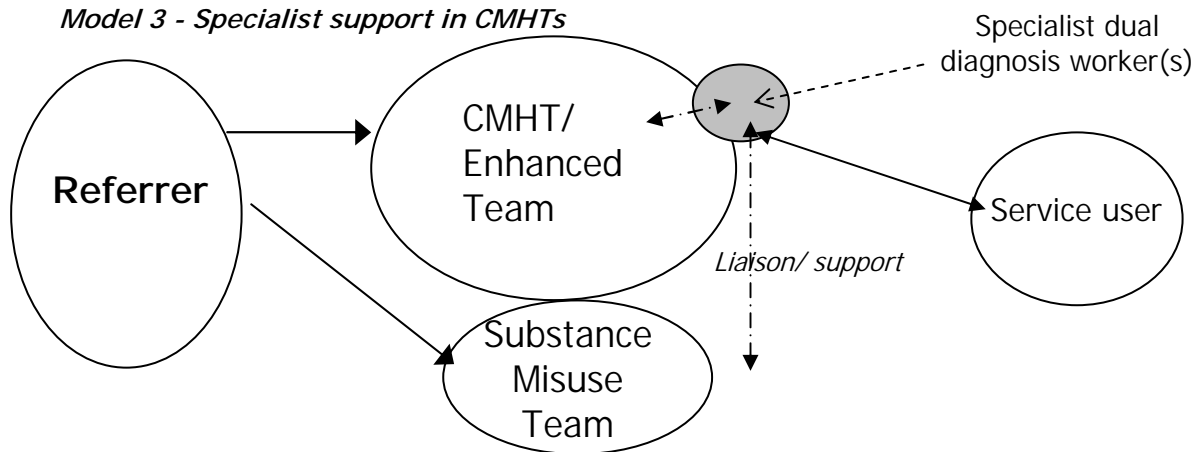 Model 3 - Specialist support in CMHTs
Specialist dual
diagnosis worker(s)
CMHT/
Enhanced
Team
Referrer
Service user
Liaison/ support
Substance
Misuse
Team